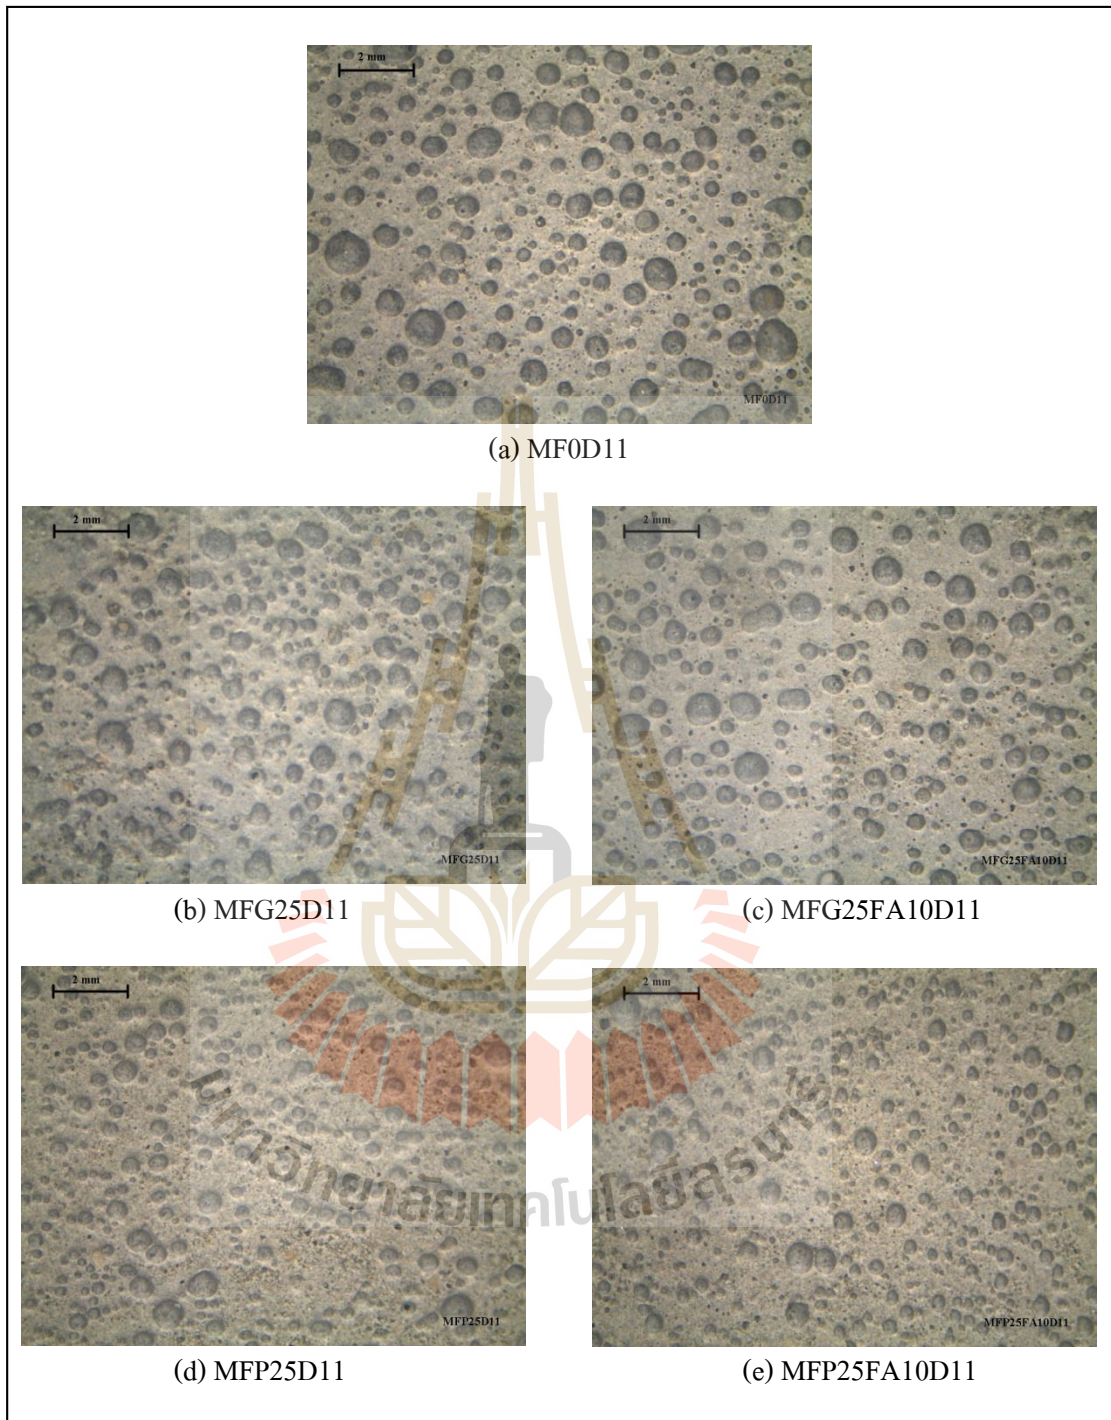 2 mm
MF0D11
(a) MF0D11
2 mm
MFG25D11
(b) MFG25D11
2 mm
MFG25FA10D11
(c) MFG25FA10D11
2 mm
MFP25D11
(d) MFP25D11
2 mm
MFP25FA10D11
(e) MFP25FA10D11
มหาวิทยาลัยเทคโนโลยีสุรนารี